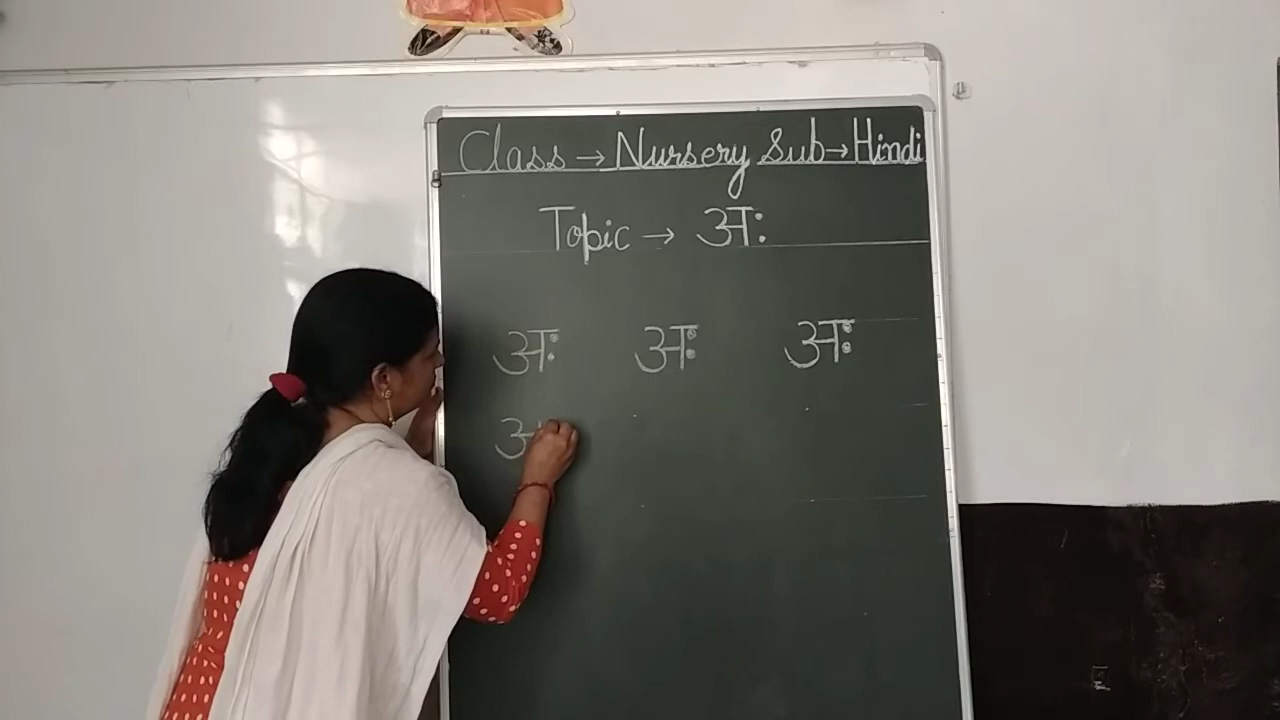 Class → Nursery Sub → Hindi
Topic → अः
अः अः अः